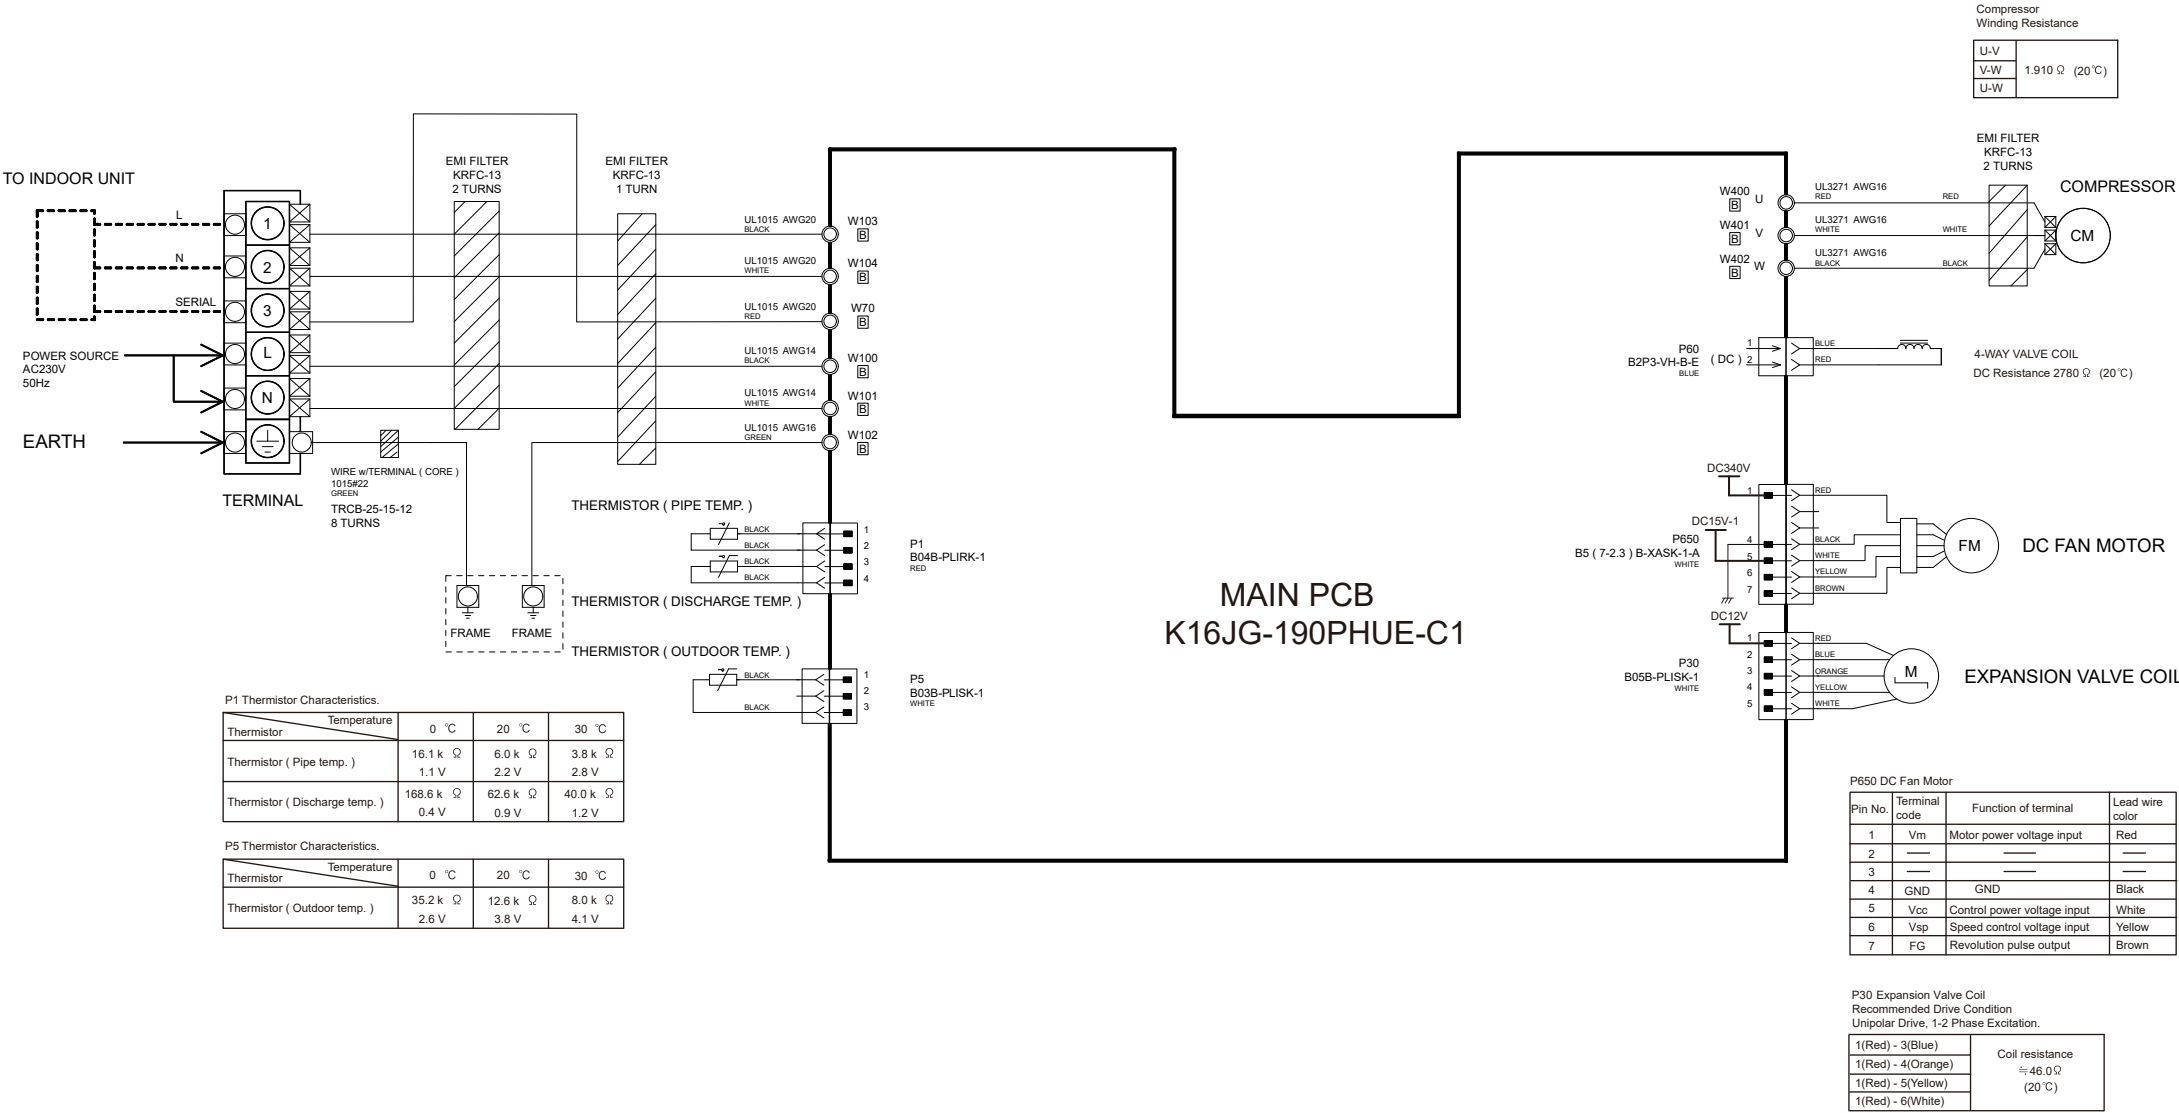 Compressor
Winding Resistance
U-V
V-W
U-W
1.910 Ω (20℃)
TO INDOOR UNIT
L
N
SERIAL
POWER SOURCE
AC230V
50Hz
EARTH
1
2
3
L
N
TERMINAL
EMI FILTER
KRFC-13
2 TURNS
EMI FILTER
KRFC-13
1 TURN
WIRE w/TERMINAL ( CORE )
1015#22
GREEN
TRCB-25-15-12
8 TURNS
FRAME
FRAME
UL1015 AWG20
BLACK
W103
B
UL1015 AWG20
WHITE
W104
B
UL1015 AWG20
RED
W70
B
UL1015 AWG14
BLACK
W100
B
UL1015 AWG14
WHITE
W101
B
UL1015 AWG16
GREEN
W102
B
THERMISTOR ( PIPE TEMP. )
BLACK
BLACK
BLACK
BLACK
1
2
3
4
P1
B04B-PLIRK-1
RED
THERMISTOR ( DISCHARGE TEMP. )
THERMISTOR ( OUTDOOR TEMP. )
BLACK
BLACK
1
2
3
P5
B03B-PLISK-1
WHITE
MAIN PCB
K16JG-190PHUE-C1
EMI FILTER
KRFC-13
2 TURNS
COMPRESSOR
CM
W400
B
U
UL3271 AWG16
RED
RED
W401
B
V
UL3271 AWG16
WHITE
WHITE
W402
B
W
UL3271 AWG16
BLACK
BLACK
P60
B2P3-VH-B-E
BLUE
( DC )
1
2
BLUE
RED
4-WAY VALVE COIL
DC Resistance 2780 Ω (20℃)
DC340V
DC15V-1
P650
B5 ( 7-2.3 ) B-XASK-1-A
WHITE
1
4
5
6
7
RED
BLACK
WHITE
YELLOW
BROWN
FM
DC FAN MOTOR
DC12V
P30
B05B-PLISK-1
WHITE
1
2
3
4
5
RED
BLUE
ORANGE
YELLOW
WHITE
M
EXPANSION VALVE COIL
P1 Thermistor Characteristics.
Temperature
Thermistor
0 ℃
20 ℃
30 ℃
Thermistor ( Pipe temp. )
16.1 k Ω
1.1 V
6.0 k Ω
2.2 V
3.8 k Ω
2.8 V
Thermistor ( Discharge temp. )
168.6 k Ω
0.4 V
62.6 k Ω
0.9 V
40.0 k Ω
1.2 V
P5 Thermistor Characteristics.
Temperature
Thermistor
0 ℃
20 ℃
30 ℃
Thermistor ( Outdoor temp. )
35.2 k Ω
2.6 V
12.6 k Ω
3.8 V
8.0 k Ω
4.1 V
P650 DC Fan Motor
Pin No.
Terminal code
Function of terminal
Lead wire color
1 Vm Motor power voltage input Red
2 — — —
3 — — —
4 GND GND Black
5 Vcc Control power voltage input White
6 Vsp Speed control voltage input Yellow
7 FG Revolution pulse output Brown
P30 Expansion Valve Coil
Recommended Drive Condition
Unipolar Drive, 1-2 Phase Excitation.
1(Red) - 3(Blue)
1(Red) - 4(Orange)
1(Red) - 5(Yellow)
1(Red) - 6(White)
Coil resistance
≒46.0Ω
(20℃)